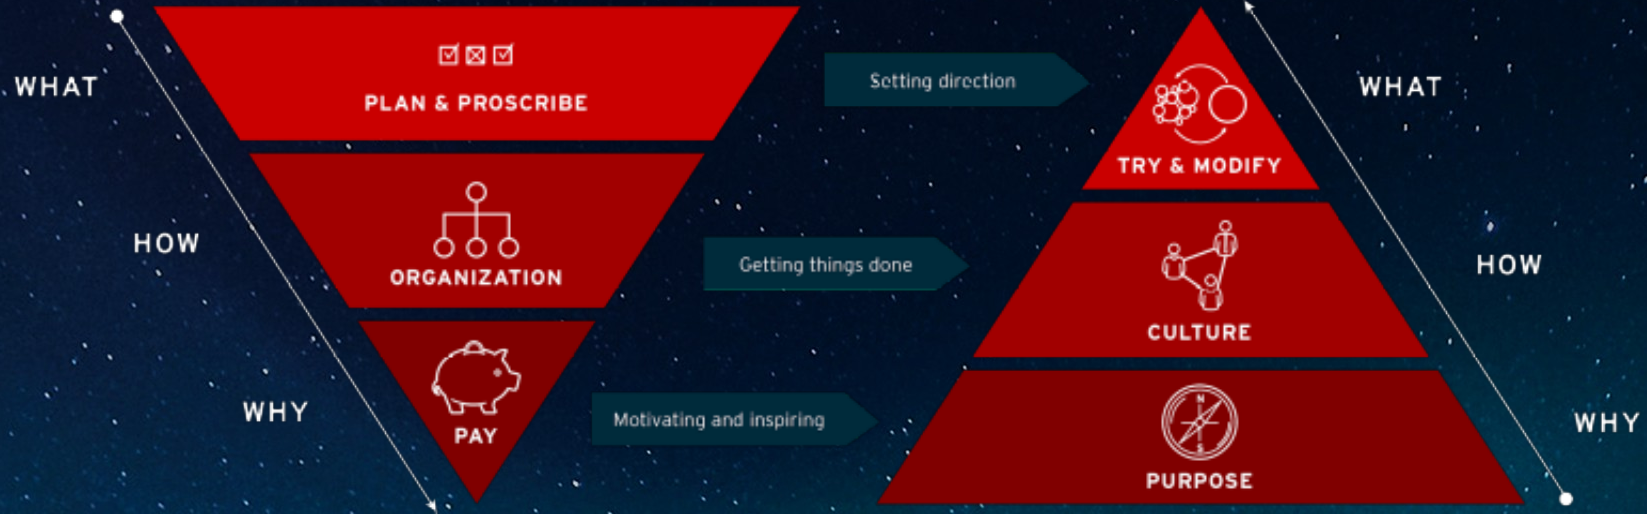 WHAT
PLAN & PROSCRIBE
HOW
ORGANIZATION
WHY
PAY
Setting direction
Getting things done
Motivating and inspiring
WHAT
TRY & MODIFY
HOW
CULTURE
WHY
N
S
PURPOSE